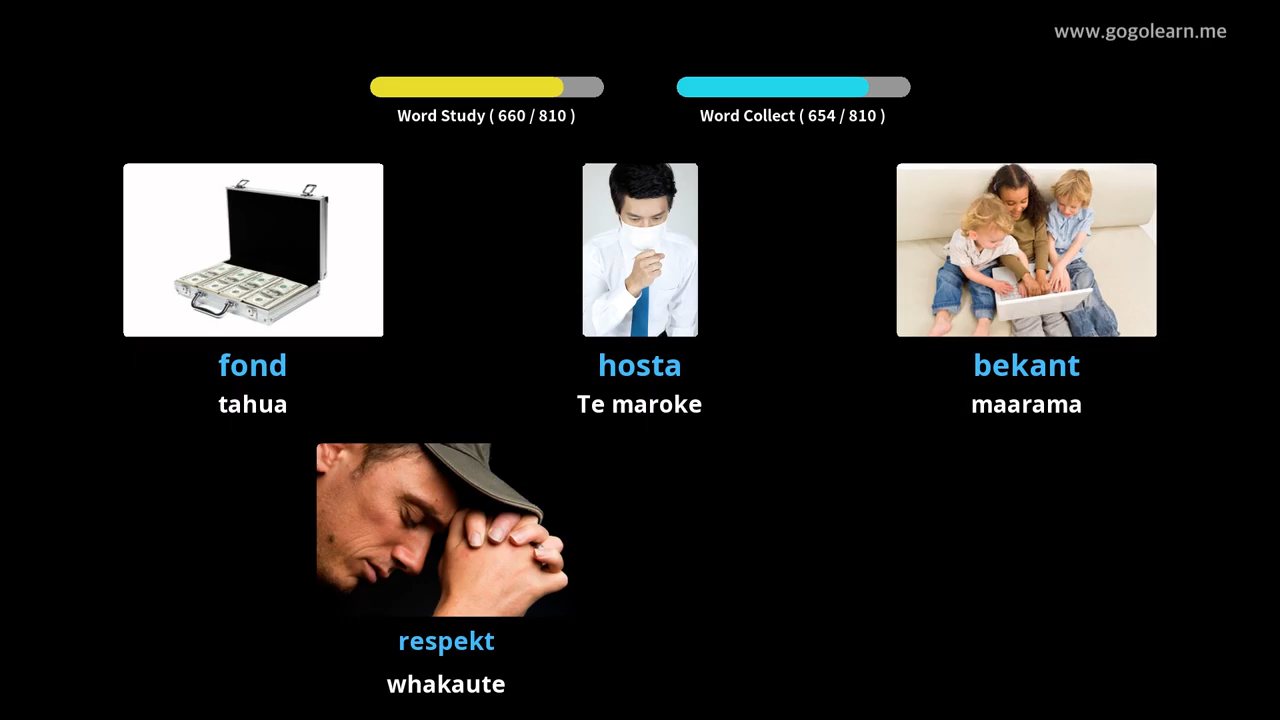 www.gogolearn.me
Word Study ( 660 / 810 )
Word Collect ( 654 / 810 )
fond
hosta
bekant
tahua
Te maroke
maarama
respekt
whakaute